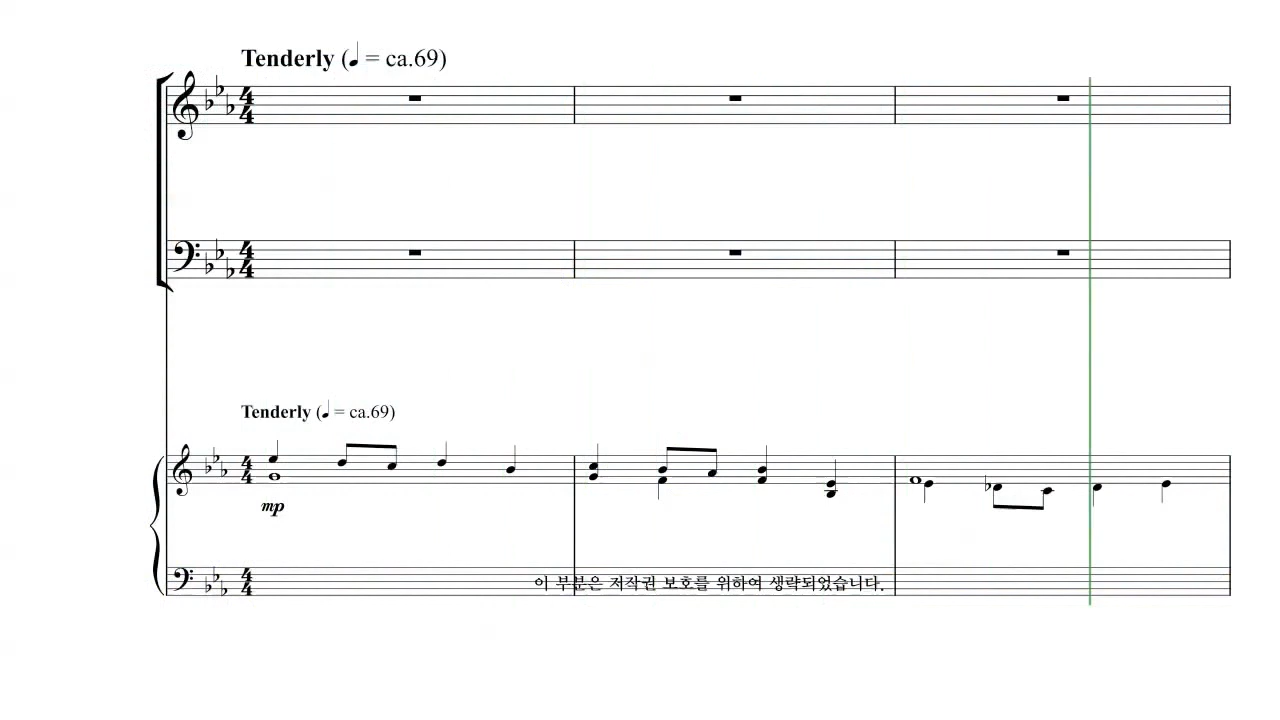 Tenderly (♩ = ca.69)
Tenderly (♩ = ca.69)
mp
이 부분은 저작권 보호를 위하여 생략되었습니다.